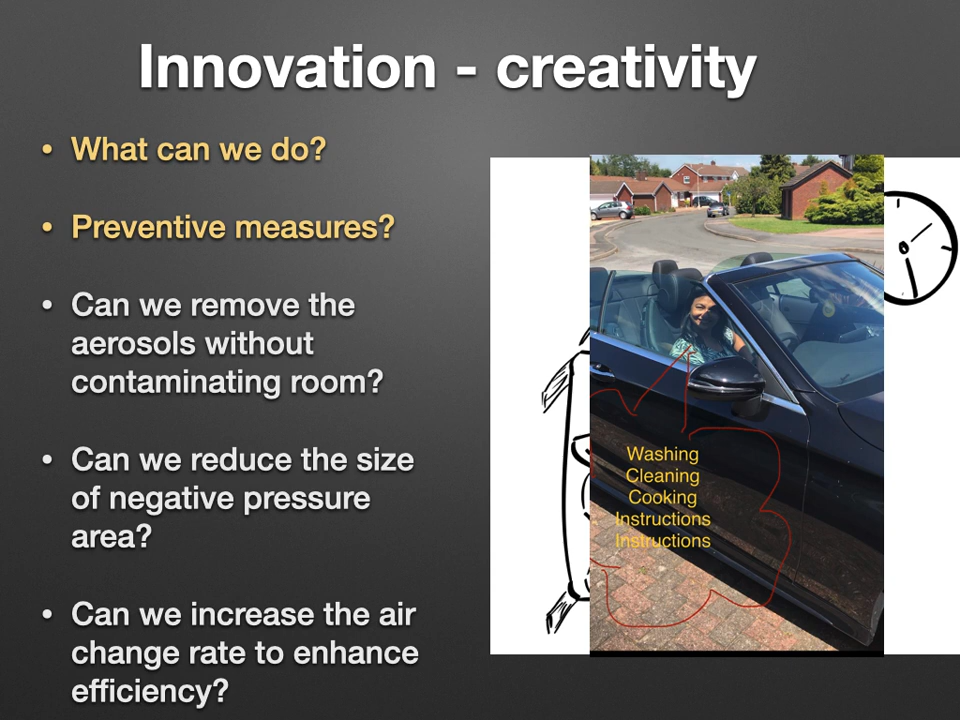 Innovation - creativity
• What can we do?
• Preventive measures?
• Can we remove the
aerosols without
contaminating room?
• Can we reduce the size
of negative pressure
area?
• Can we increase the air
change rate to enhance
efficiency?
Washing
Cleaning
Cooking
Instructions
Instructions